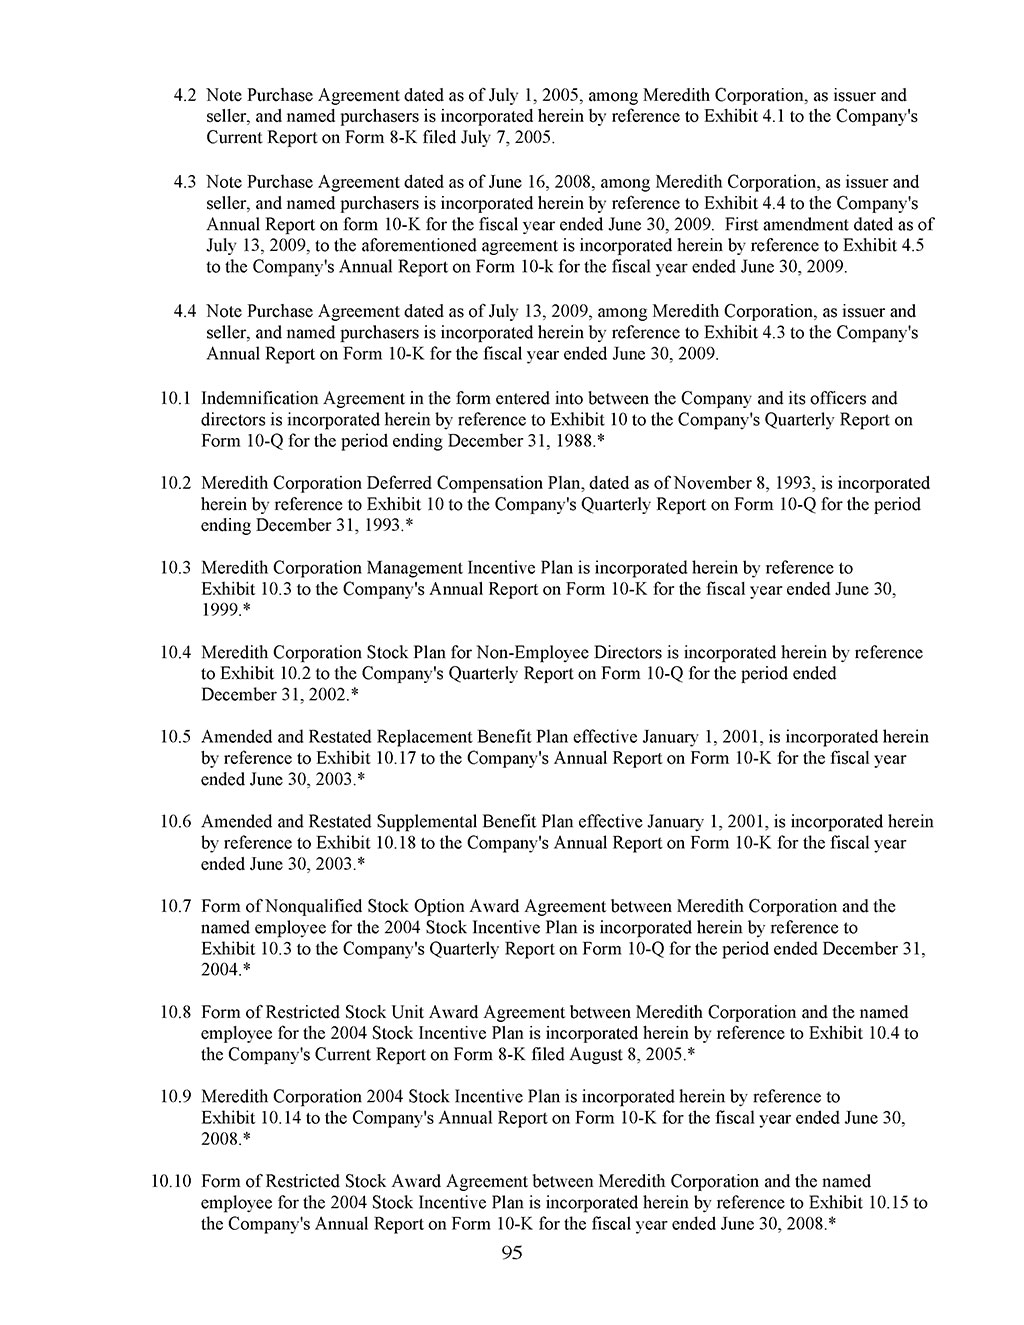 4.2 Note Purchase Agreement dated as of July 1, 2005, among Meredith Corporation, as issuer and
seller, and named purchasers is incorporated herein by reference to Exhibit 4.1 to the Company's
Current Report on Form 8-K filed July 7, 2005.
4.3 Note Purchase Agreement dated as of June 16, 2008, among Meredith Corporation, as issuer and
seller, and named purchasers is incorporated herein by reference to Exhibit 4.4 to the Company's
Annual Report on form 10-K for the fiscal year ended June 30, 2009. First amendment dated as of
July 13, 2009, to the aforementioned agreement is incorporated herein by reference to Exhibit 4.5
to the Company's Annual Report on Form 10-k for the fiscal year ended June 30, 2009.
4.4 Note Purchase Agreement dated as of July 13, 2009, among Meredith Corporation, as issuer and
seller, and named purchasers is incorporated herein by reference to Exhibit 4.3 to the Company's
Annual Report on Form 10-K for the fiscal year ended June 30, 2009.
10.1 Indemnification Agreement in the form entered into between the Company and its officers and
directors is incorporated herein by reference to Exhibit 10 to the Company's Quarterly Report on
Form 10-Q for the period ending December 31, 1988.*
10.2 Meredith Corporation Deferred Compensation Plan, dated as of November 8, 1993, is incorporated
herein by reference to Exhibit 10 to the Company's Quarterly Report on Form 10-Q for the period
ending December 31, 1993.*
10.3 Meredith Corporation Management Incentive Plan is incorporated herein by reference to
Exhibit 10.3 to the Company's Annual Report on Form 10-K for the fiscal year ended June 30,
1999.*
10.4 Meredith Corporation Stock Plan for Non-Employee Directors is incorporated herein by reference
to Exhibit 10.2 to the Company's Quarterly Report on Form 10-Q for the period ended
December 31, 2002.*
10.5 Amended and Restated Replacement Benefit Plan effective January 1, 2001, is incorporated herein
by reference to Exhibit 10.17 to the Company's Annual Report on Form 10-K for the fiscal year
ended June 30, 2003.*
10.6 Amended and Restated Supplemental Benefit Plan effective January 1, 2001, is incorporated herein
by reference to Exhibit 10.18 to the Company's Annual Report on Form 10-K for the fiscal year
ended June 30, 2003.*
10.7 Form of Nonqualified Stock Option Award Agreement between Meredith Corporation and the
named employee for the 2004 Stock Incentive Plan is incorporated herein by reference to
Exhibit 10.3 to the Company's Quarterly Report on Form 10-Q for the period ended December 31,
2004.*
10.8 Form of Restricted Stock Unit Award Agreement between Meredith Corporation and the named
employee for the 2004 Stock Incentive Plan is incorporated herein by reference to Exhibit 10.4 to
the Company's Current Report on Form 8-K filed August 8, 2005.*
10.9 Meredith Corporation 2004 Stock Incentive Plan is incorporated herein by reference to
Exhibit 10.14 to the Company's Annual Report on Form 10-K for the fiscal year ended June 30,
2008.*
10.10 Form of Restricted Stock Award Agreement between Meredith Corporation and the named
employee for the 2004 Stock Incentive Plan is incorporated herein by reference to Exhibit 10.15 to
the Company's Annual Report on Form 10-K for the fiscal year ended June 30, 2008.*
95